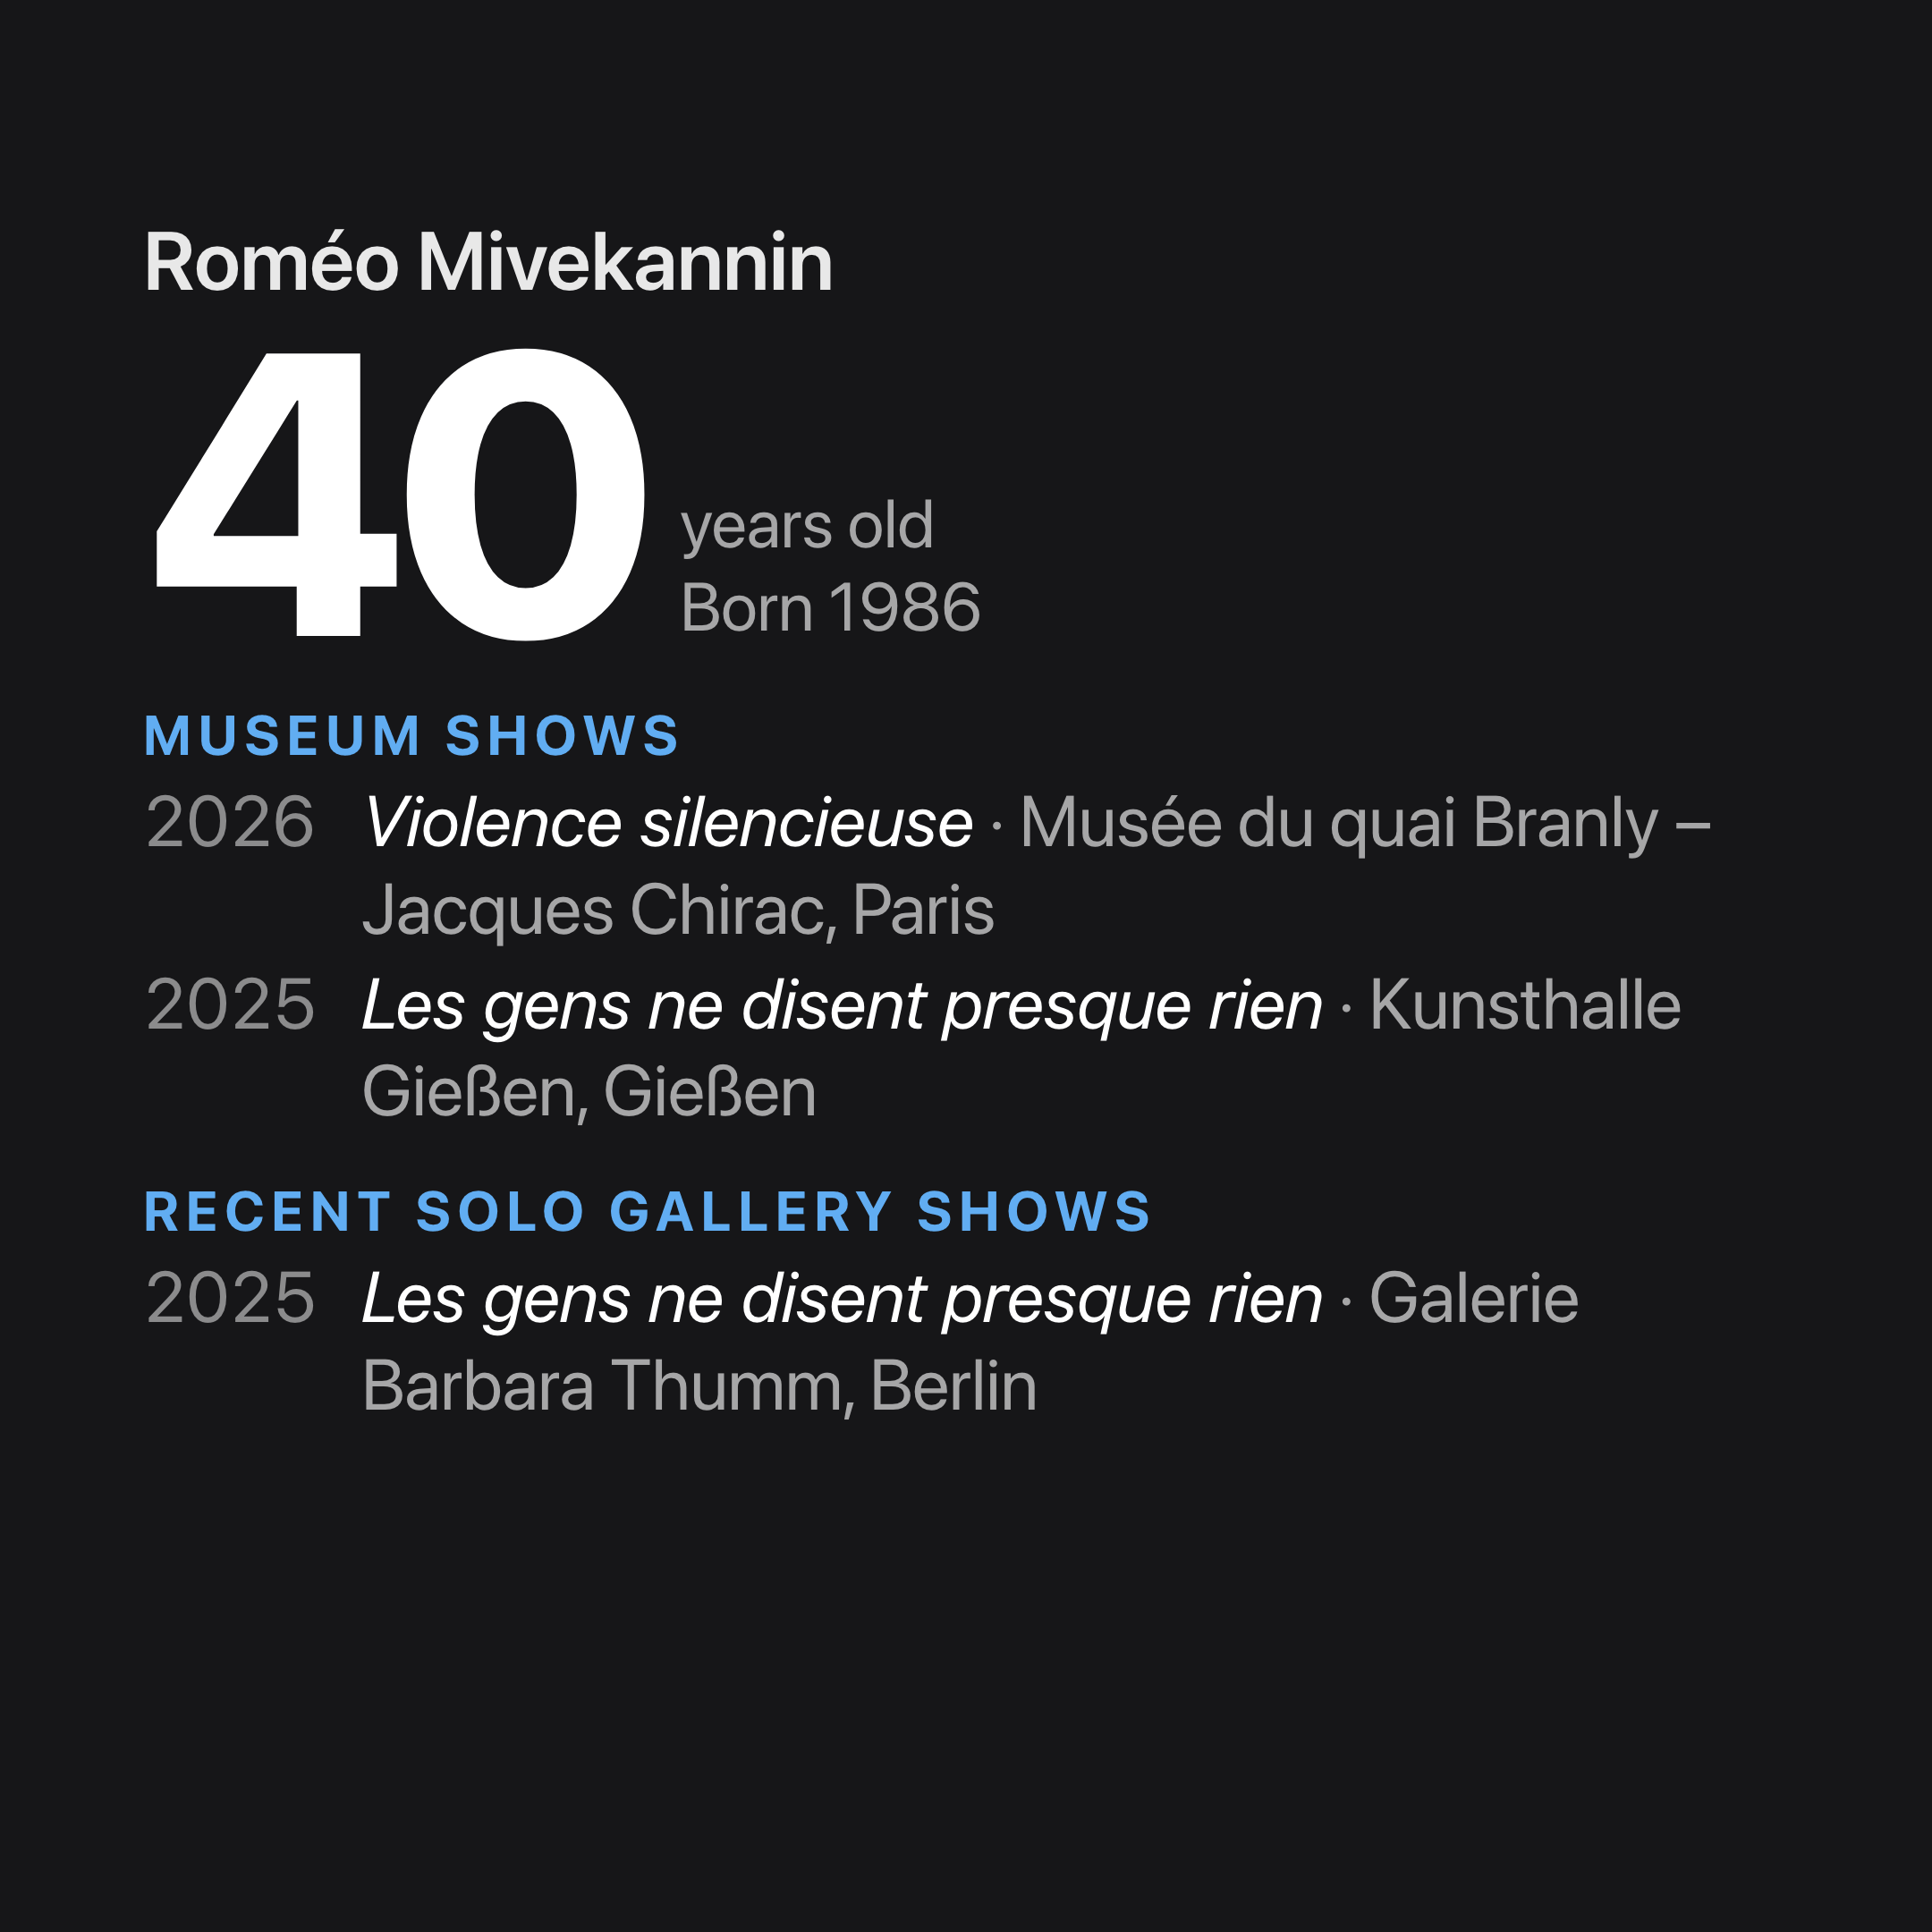 Roméo Mivekannin
40 years old
Born 1986
MUSEUM SHOWS
2026 Violence silencieuse · Musée du quai Branly –
Jacques Chirac, Paris
2025 Les gens ne disent presque rien · Kunsthalle
Gießen, Gießen
RECENT SOLO GALLERY SHOWS
2025 Les gens ne disent presque rien · Galerie
Barbara Thumm, Berlin